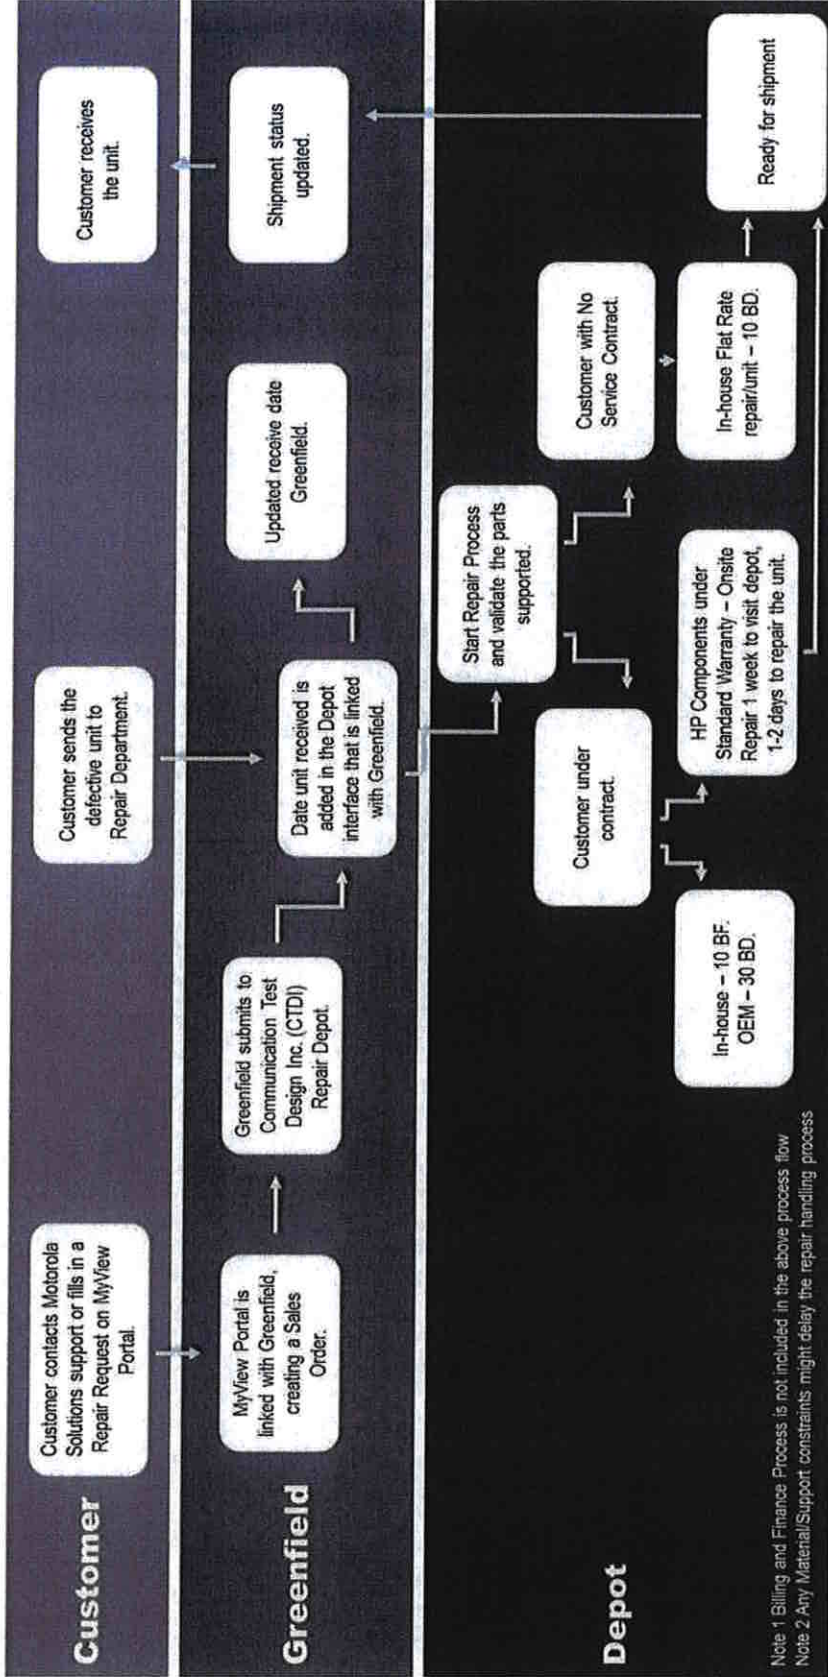 Customer
Customer contacts Motorola
Solutions support or fills in a
Repair Request on MyView
Portal.
Customer sends the
defective unit to
Repair Department.
Customer receives
the unit.
Greenfield
MyView Portal is
linked with Greenfield,
creating a Sales
Order.
Greenfield submits to
Communication Test
Design Inc. (CTDI)
Repair Depot.
Date unit received is
added in the Depot
interface that is linked
with Greenfield.
Updated receive date
Greenfield.
Shipment status
updated.
Depot
Start Repair Process
and validate the parts
supported.
Customer under
contract.
Customer with No
Service Contract.
In-house – 10 BF.
OEM – 30 BD.
HP Components under
Standard Warranty – Onsite
Repair 1 week to visit depot,
1-2 days to repair the unit.
In-house Flat Rate
repair/unit – 10 BD.
Ready for shipment
Note 1 Billing and Finance Process is not included in the above process flow
Note 2 Any Material/Support constraints might delay the repair handling process